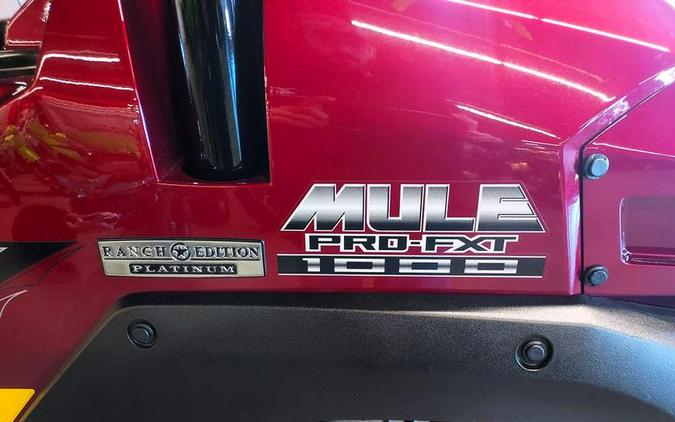 MULE
PRO-FXT
1000
RANCH EDITION
PLATINUM